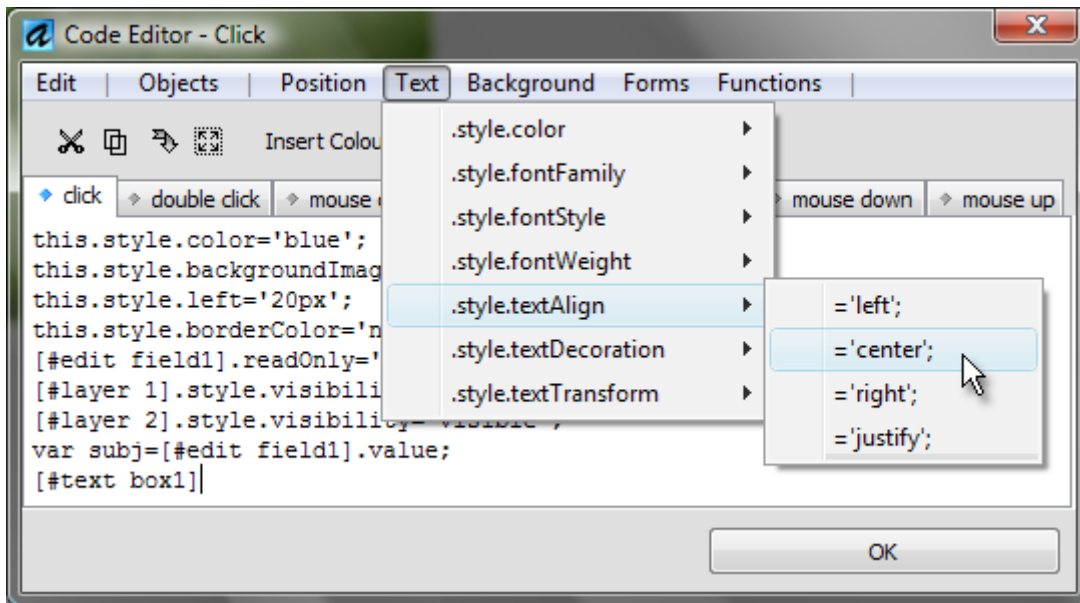 Code Editor - Click
Edit | Objects | Position Text Background Forms Functions |
Insert Colou
.style.color
.style.fontFamily
.style.fontStyle
.style.fontWeight
.style.textAlign
.style.textDecoration
.style.textTransform
='left';
='center';
='right';
='justify';
click double click mouse mouse down mouse up
this.style.color='blue';
this.style.backgroundImag
this.style.left='20px';
this.style.borderColor='n
[#edit field1].readOnly='
[#layer 1].style.visibili
[#layer 2].style.visibility='visible';
var subj=[#edit field1].value;
[#text box1]
OK